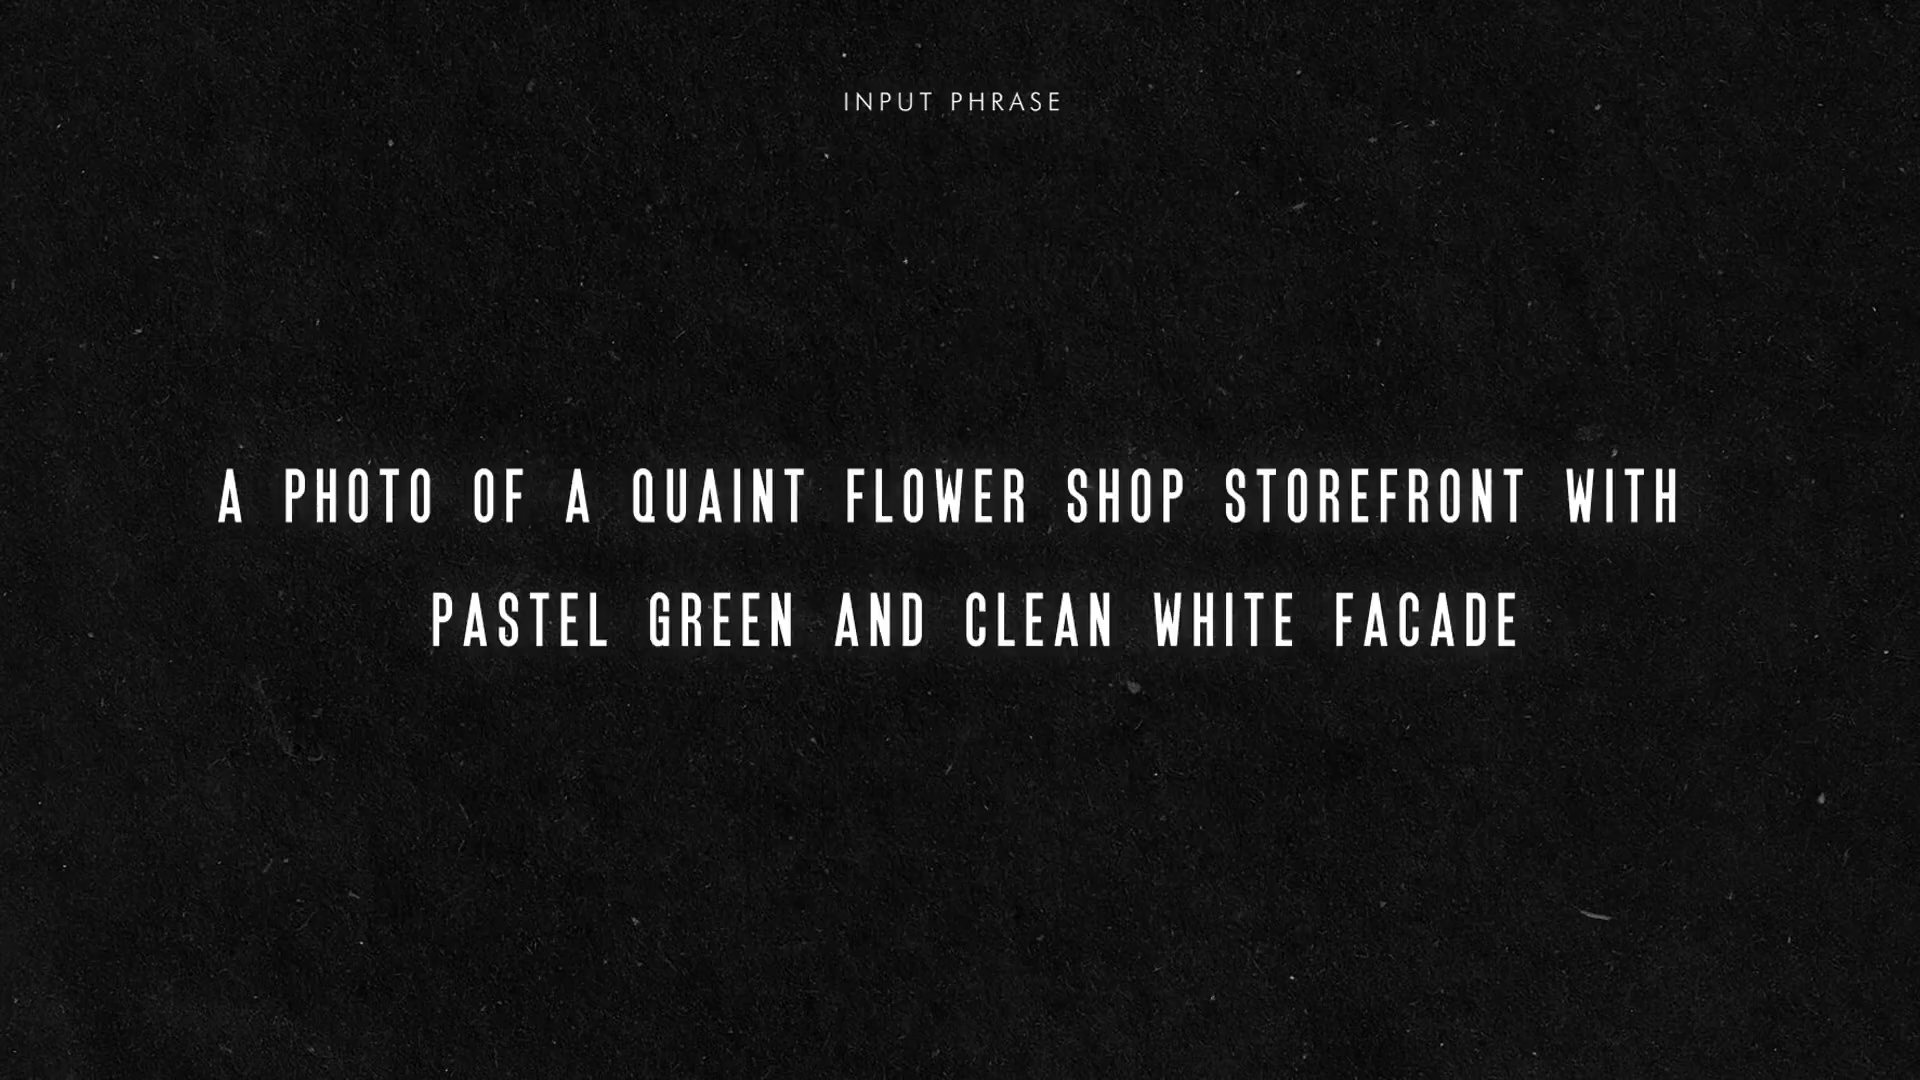 INPUT PHRASE
A PHOTO OF A QUAINT FLOWER SHOP STOREFRONT WITH
PASTEL GREEN AND CLEAN WHITE FACADE